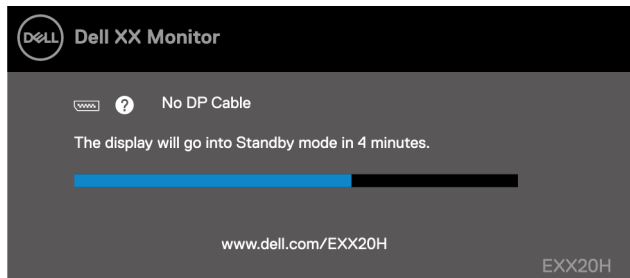 DELL Dell XX Monitor
? No DP Cable
The display will go into Standby mode in 4 minutes.
www.dell.com/EXX20H
EXX20H